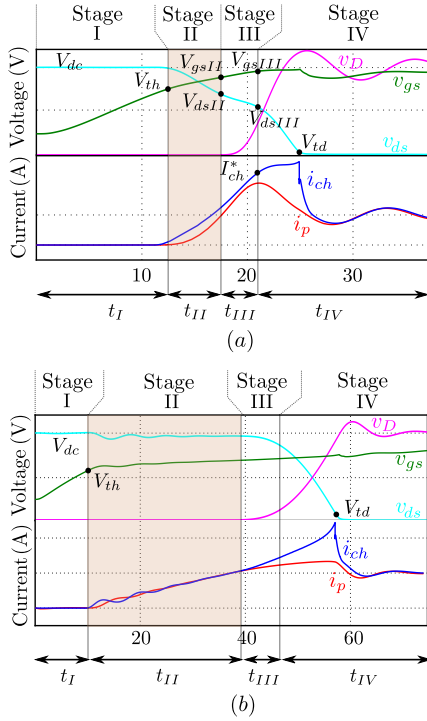 Stage Stage Stage Stage
I II III IV
Voltage (V)
V_dc V_gsII V_gsIII v_D
V_th v_gs
V_dsII V_dsIII
V_td v_ds
Current (A)
I*_ch i_ch
i_p
10 20 30
t_I t_II t_III t_IV
(a)
Stage Stage Stage Stage
I II III IV
Voltage (V)
V_dc v_D
V_th v_gs
V_td v_ds
Current (A)
i_ch
i_p
20 40 60
t_I t_II t_III t_IV
(b)